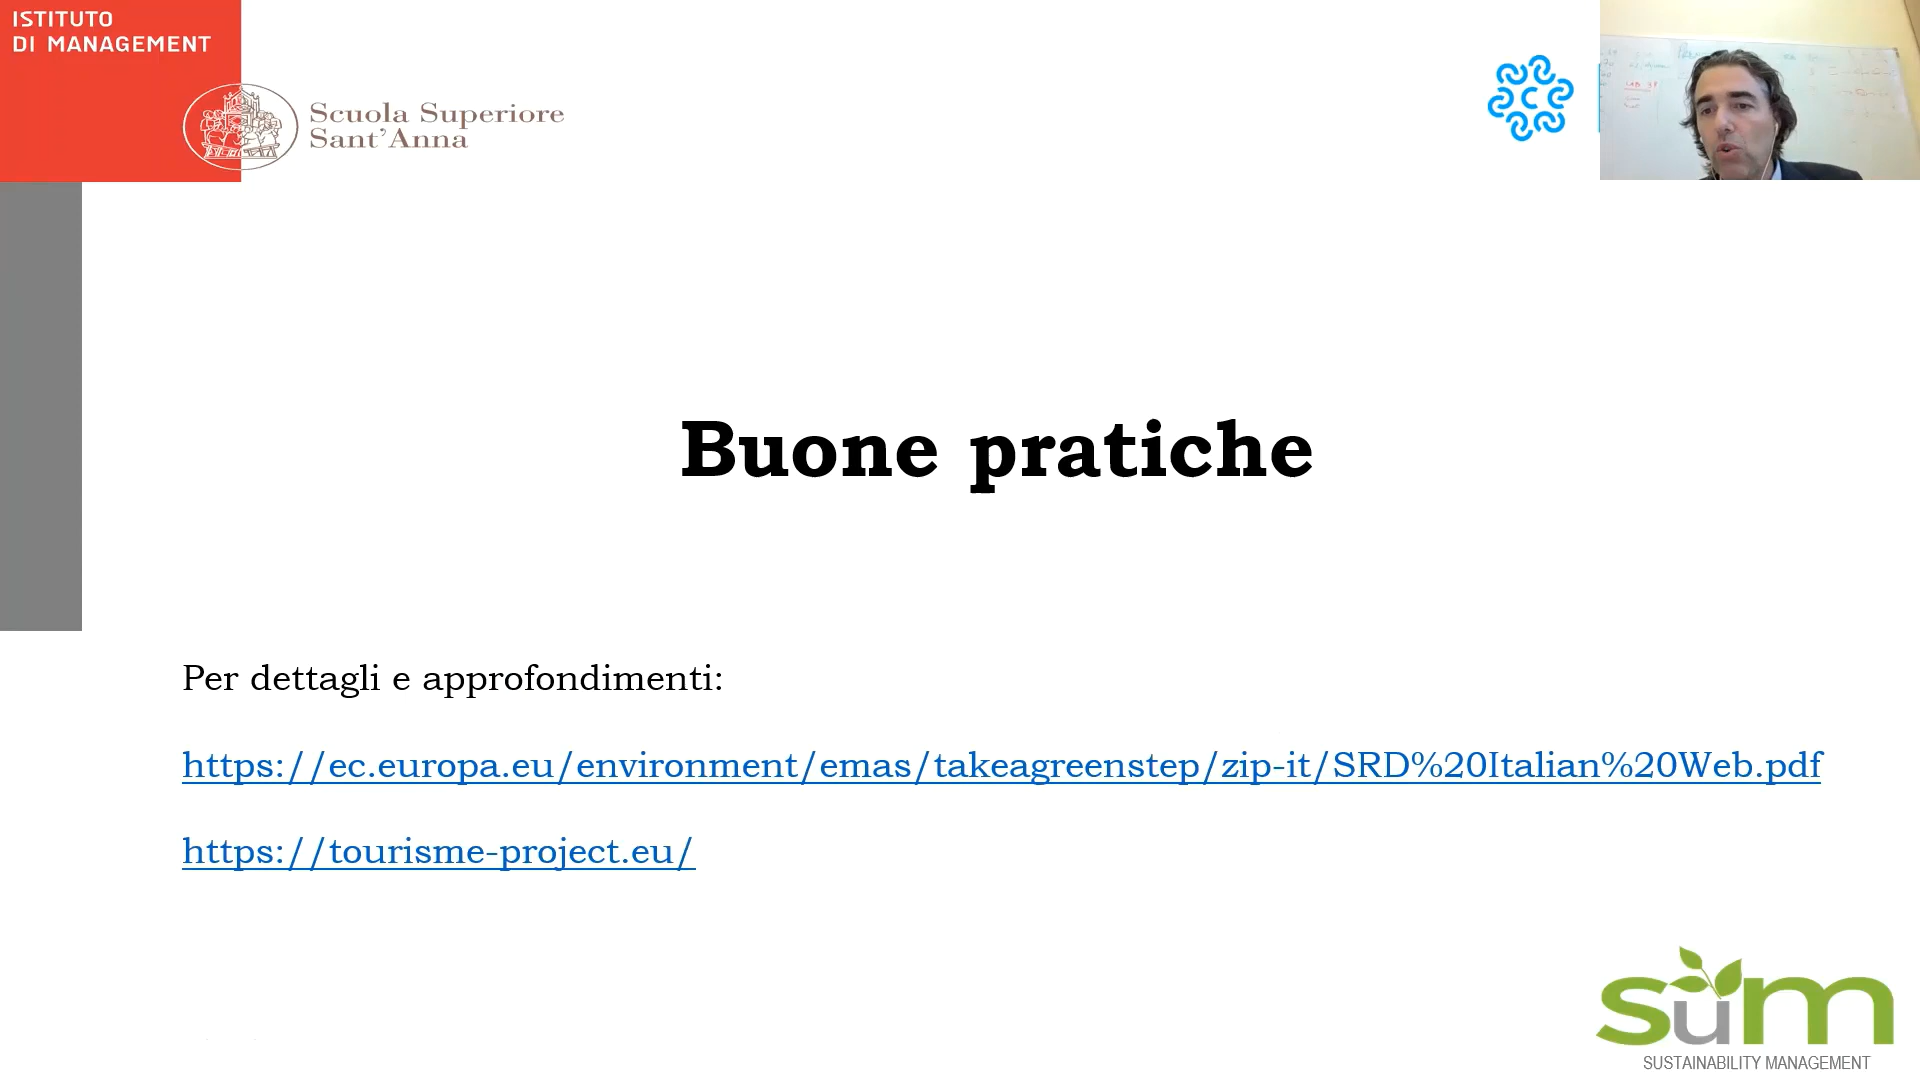 ISTITUTO
DI MANAGEMENT
Scuola Superiore
Sant'Anna
Buone pratiche
Per dettagli e approfondimenti:
https://ec.europa.eu/environment/emas/takeagreenstep/zip-it/SRD%20Italian%20Web.pdf
https://tourisme-project.eu/
sum
SUSTAINABILITY MANAGEMENT